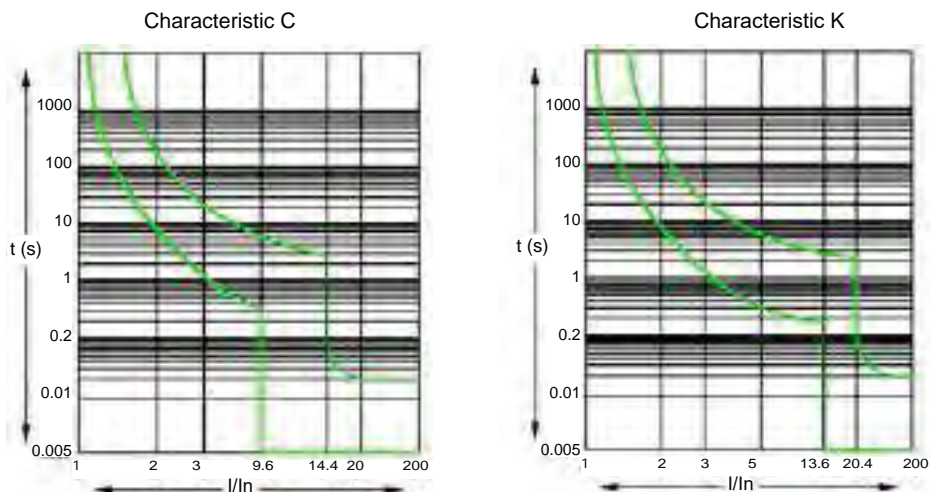 Characteristic C
1000
100
10
t (s)
1
0.2
0.01
0.005
1 2 3 9.6 14.4 20 200
I/In
Characteristic K
1000
100
10
t (s)
1
0.2
0.01
0.005
1 2 3 5 13.6 20.4 200
I/In